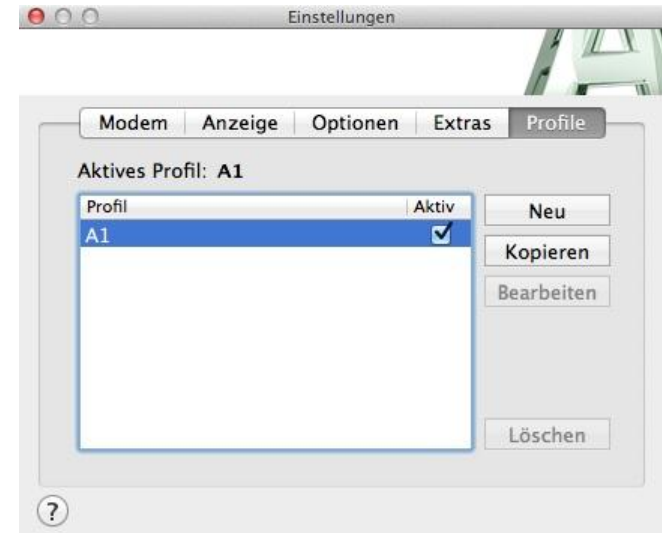 Einstellungen
Modem Anzeige Optionen Extras Profile
Aktives Profil: A1
Profil Aktiv
A1
Neu
Kopieren
Bearbeiten
Löschen
?